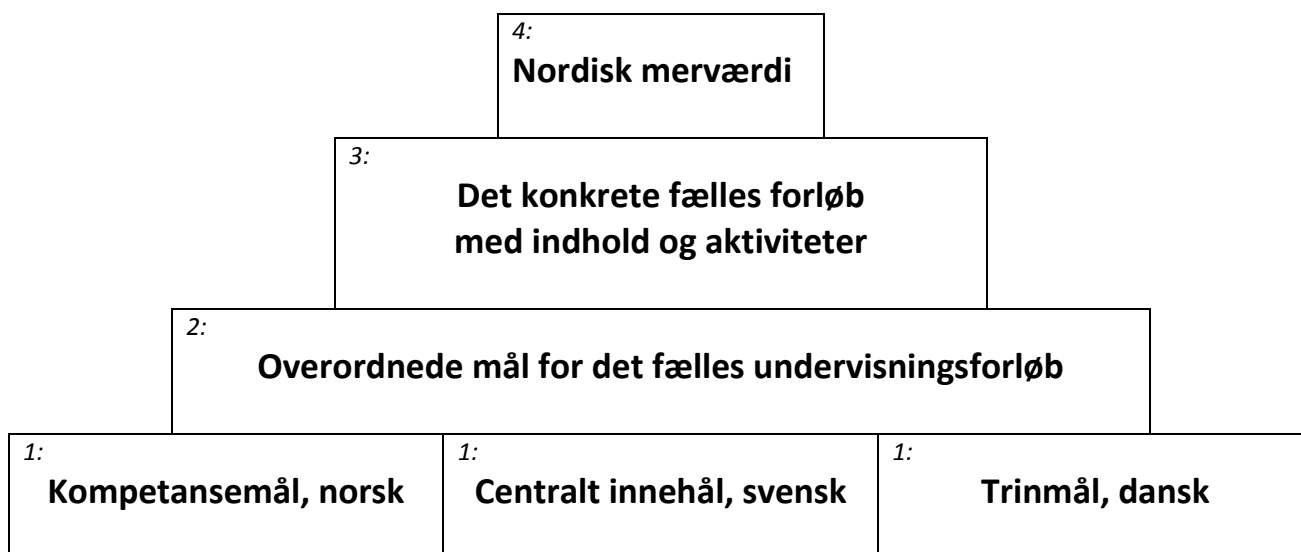 4:
Nordisk merværdi
3:
Det konkrete fælles forløb
med indhold og aktiviteter
2:
Overordnede mål for det fælles undervisningsforløb
1:
Kompetansemål, norsk
1:
Centralt innehål, svensk
1:
Trinmål, dansk